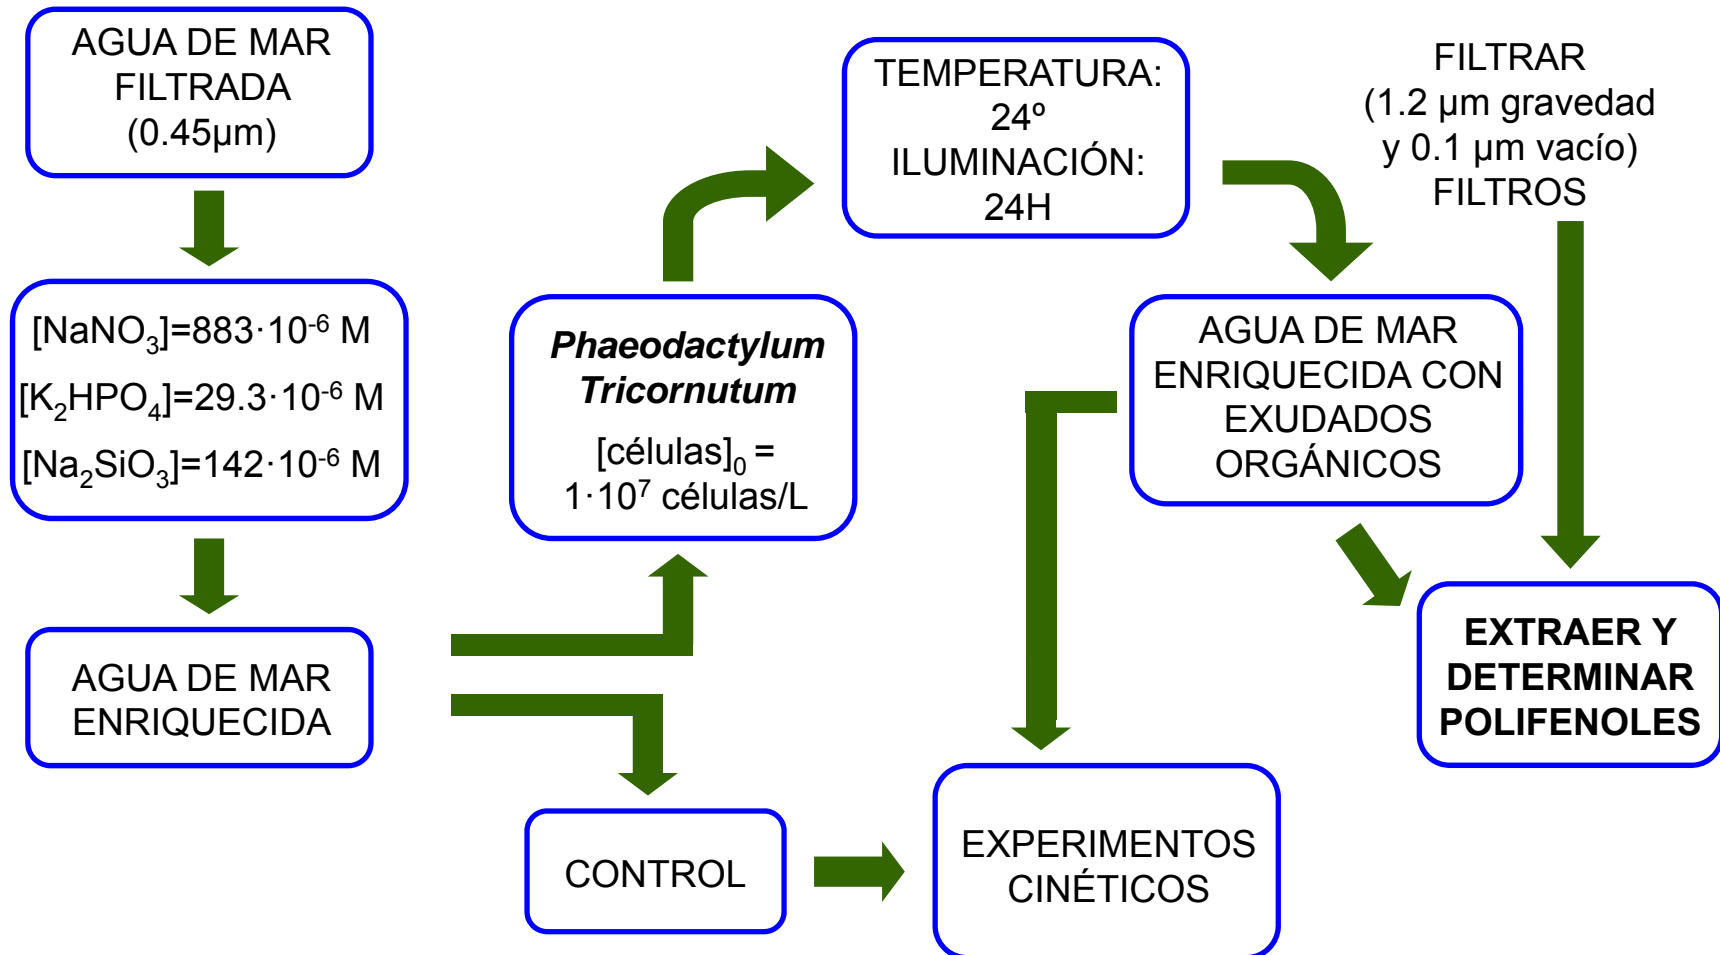 AGUA DE MAR
FILTRADA
(0.45µm)
[NaNO₃]=883·10⁻⁶ M
[K₂HPO₄]=29.3·10⁻⁶ M
[Na₂SiO₃]=142·10⁻⁶ M
AGUA DE MAR
ENRIQUECIDA
Phaeodactylum
Tricornutum
[células]₀ =
1·10⁷ células/L
CONTROL
TEMPERATURA:
24º
ILUMINACIÓN:
24H
AGUA DE MAR
ENRIQUECIDA CON
EXUDADOS
ORGÁNICOS
EXPERIMENTOS
CINÉTICOS
FILTRAR
(1.2 µm gravedad
y 0.1 µm vacío)
FILTROS
EXTRAER Y
DETERMINAR
POLIFENOLES